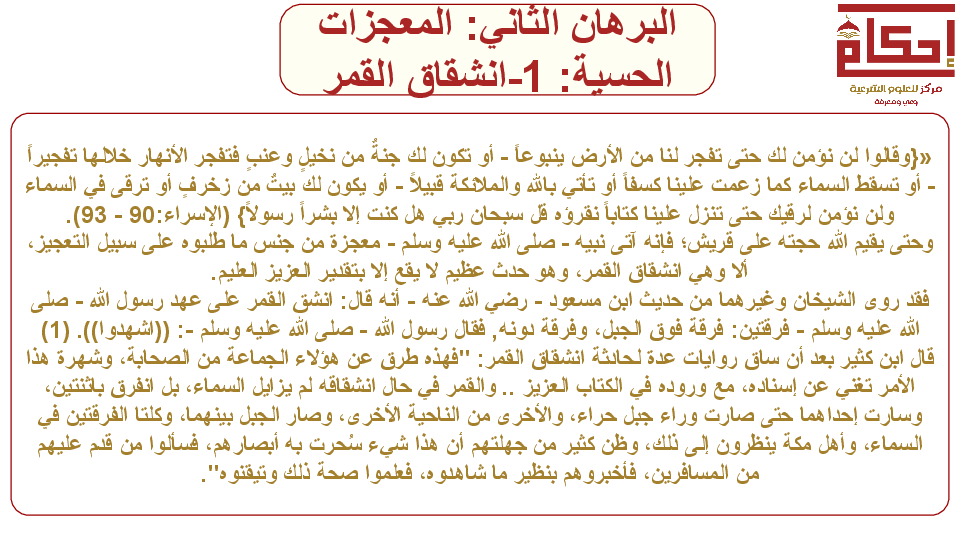 البرهان الثاني: المعجزات
الحسية: 1-انشقاق القمر
إحكام
مركز للعلوم الشرعية
وعي ومعرفة
«{وقالوا لن نؤمن لك حتى تفجر لنا من الأرض ينبوعاً - أو تكون لك جنةٌ من نخيلٍ وعنبٍ فتفجر الأنهار خلالها تفجيراً
- أو تسقط السماء كما زعمت علينا كسفاً أو تأتي بالله والملائكة قبيلاً - أو يكون لك بيتٌ من زخرفٍ أو ترقى في السماء
ولن نؤمن لرقيك حتى تنزل علينا كتاباً نقرؤه قل سبحان ربي هل كنت إلا بشراً رسولاً} (الإسراء:90 - 93).
وحتى يقيم الله حجته على قريش؛ فإنه آتى نبيه - صلى الله عليه وسلم - معجزة من جنس ما طلبوه على سبيل التعجيز،
ألا وهي انشقاق القمر، وهو حدث عظيم لا يقع إلا بتقدير العزيز العليم.
فقد روى الشيخان وغيرهما من حديث ابن مسعود - رضي الله عنه - أنه قال: انشق القمر على عهد رسول الله - صلى
الله عليه وسلم - فرقتين: فرقة فوق الجبل، وفرقة دونه, فقال رسول الله - صلى الله عليه وسلم -: ((اشهدوا)). (1)
قال ابن كثير بعد أن ساق روايات عدة لحادثة انشقاق القمر: "فهذه طرق عن هؤلاء الجماعة من الصحابة، وشهرة هذا
الأمر تغني عن إسناده، مع وروده في الكتاب العزيز .. والقمر في حال انشقاقه لم يزايل السماء، بل انفرق باثنتين،
وسارت إحداهما حتى صارت وراء جبل حراء، والأخرى من الناحية الأخرى، وصار الجبل بينهما، وكلتا الفرقتين في
السماء، وأهل مكة ينظرون إلى ذلك، وظن كثير من جهلتهم أن هذا شيء سُحرت به أبصارهم، فسألوا من قدم عليهم
من المسافرين، فأخبروهم بنظير ما شاهدوه، فعلموا صحة ذلك وتيقنوه".